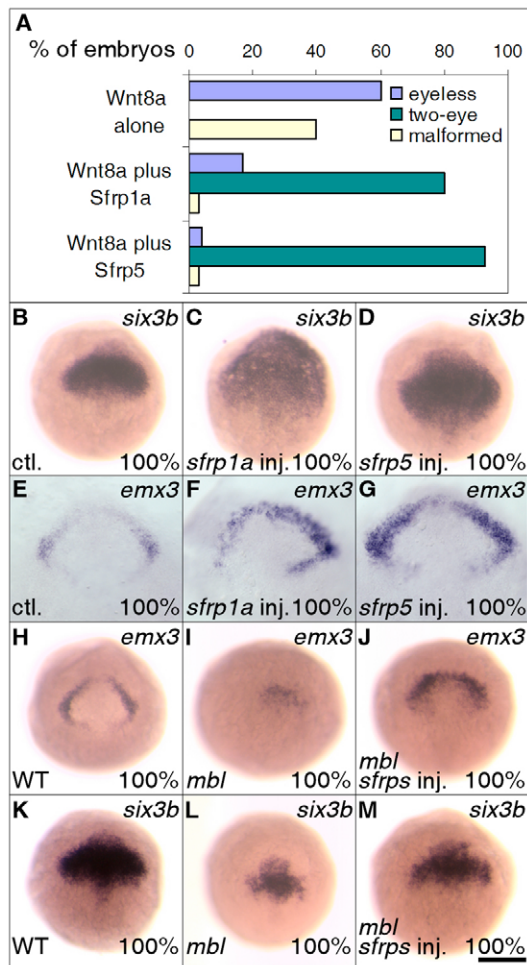 A
% of embryos
0 20 40 60 80 100
Wnt8a
alone
eyeless
two-eye
malformed
Wnt8a plus
Sfrp1a
Wnt8a plus
Sfrp5
B six3b
ctl. 100%
C six3b
sfrp1a inj. 100%
D six3b
sfrp5 inj. 100%
E emx3
ctl. 100%
F emx3
sfrp1a inj. 100%
G emx3
sfrp5 inj. 100%
H emx3
WT 100%
I emx3
mbl 100%
J emx3
mbl
sfrps inj. 100%
K six3b
WT 100%
L six3b
mbl 100%
M six3b
mbl
sfrps inj. 100%